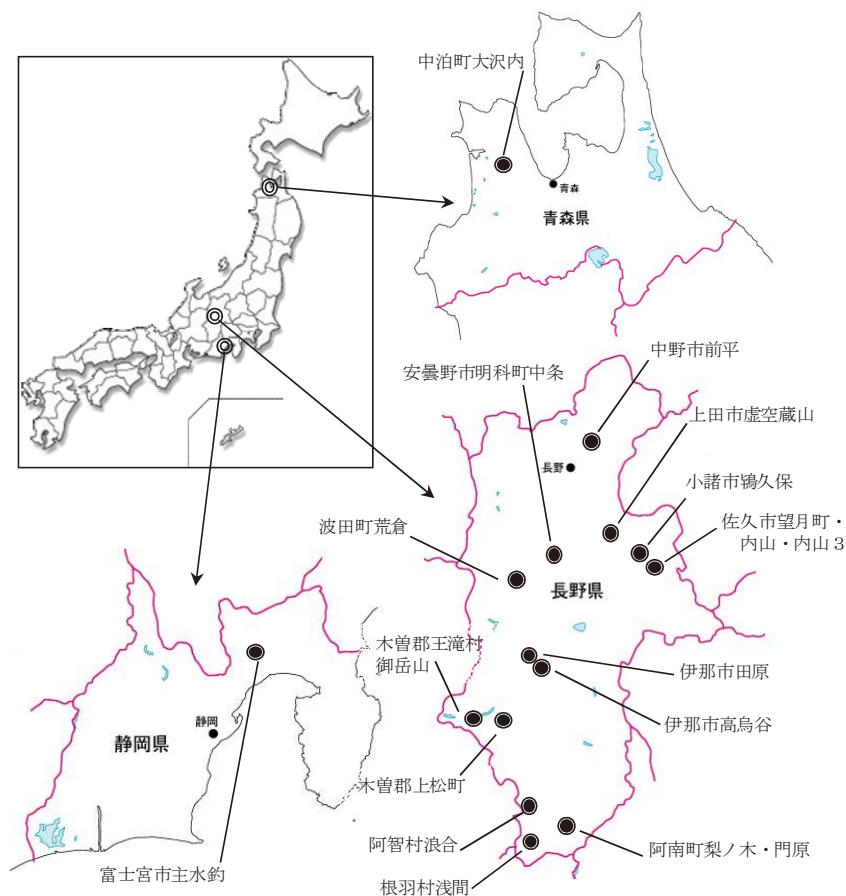 中泊町大沢内
青森
青森県
中野市前平
安曇野市明科町中条
上田市虚空蔵山
長野
小諸市鴇久保
波田町荒倉
佐久市望月町・
内山・内山３
長野県
木曽郡王滝村
御岳山
伊那市田原
伊那市高烏谷
静岡
静岡県
木曽郡上松町
阿智村浪合
阿南町梨ノ木・門原
富士宮市主水釣
根羽村浅間